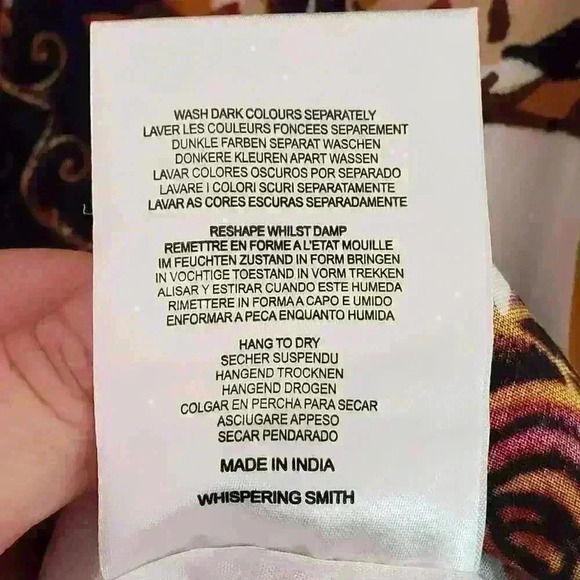 WASH DARK COLOURS SEPARATELY
LAVER LES COULEURS FONCEES SEPAREMENT
DUNKLE FARBEN SEPARAT WASCHEN
DONKERE KLEUREN APART WASSEN
LAVAR COLORES OSCUROS POR SEPARADO
LAVARE I COLORI SCURI SEPARATAMENTE
LAVAR AS CORES ESCURAS SEPARADAMENTE
RESHAPE WHILST DAMP
REMETTRE EN FORME A L'ETAT MOUILLE
IM FEUCHTEN ZUSTAND IN FORM BRINGEN
IN VOCHTIGE TOESTAND IN VORM TREKKEN
ALISAR Y ESTIRAR CUANDO ESTE HUMEDA
RIMETTERE IN FORMA A CAPO E UMIDO
ENFORMAR A PECA ENQUANTO HUMIDA
HANG TO DRY
SECHER SUSPENDU
HANGEND TROCKNEN
HANGEND DROGEN
COLGAR EN PERCHA PARA SECAR
ASCIUGARE APPESO
SECAR PENDARADO
MADE IN INDIA
WHISPERING SMITH